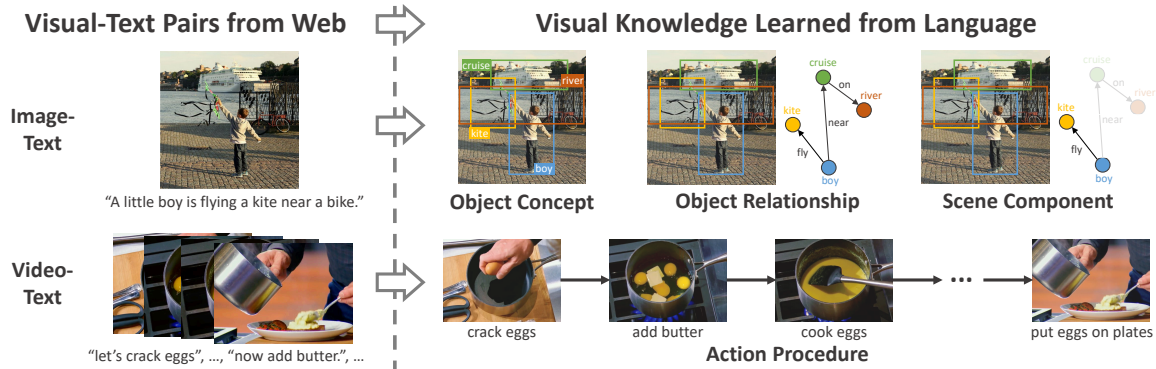 Visual-Text Pairs from Web
Visual Knowledge Learned from Language
Image-
Text
"A little boy is flying a kite near a bike."
cruise
river
kite
boy
Object Concept
cruise
on
river
kite
near
fly
boy
Object Relationship
cruise
on
river
kite
near
fly
boy
Scene Component
Video-
Text
"let's crack eggs", …, "now add butter.", …
crack eggs
add butter
cook eggs
...
put eggs on plates
Action Procedure